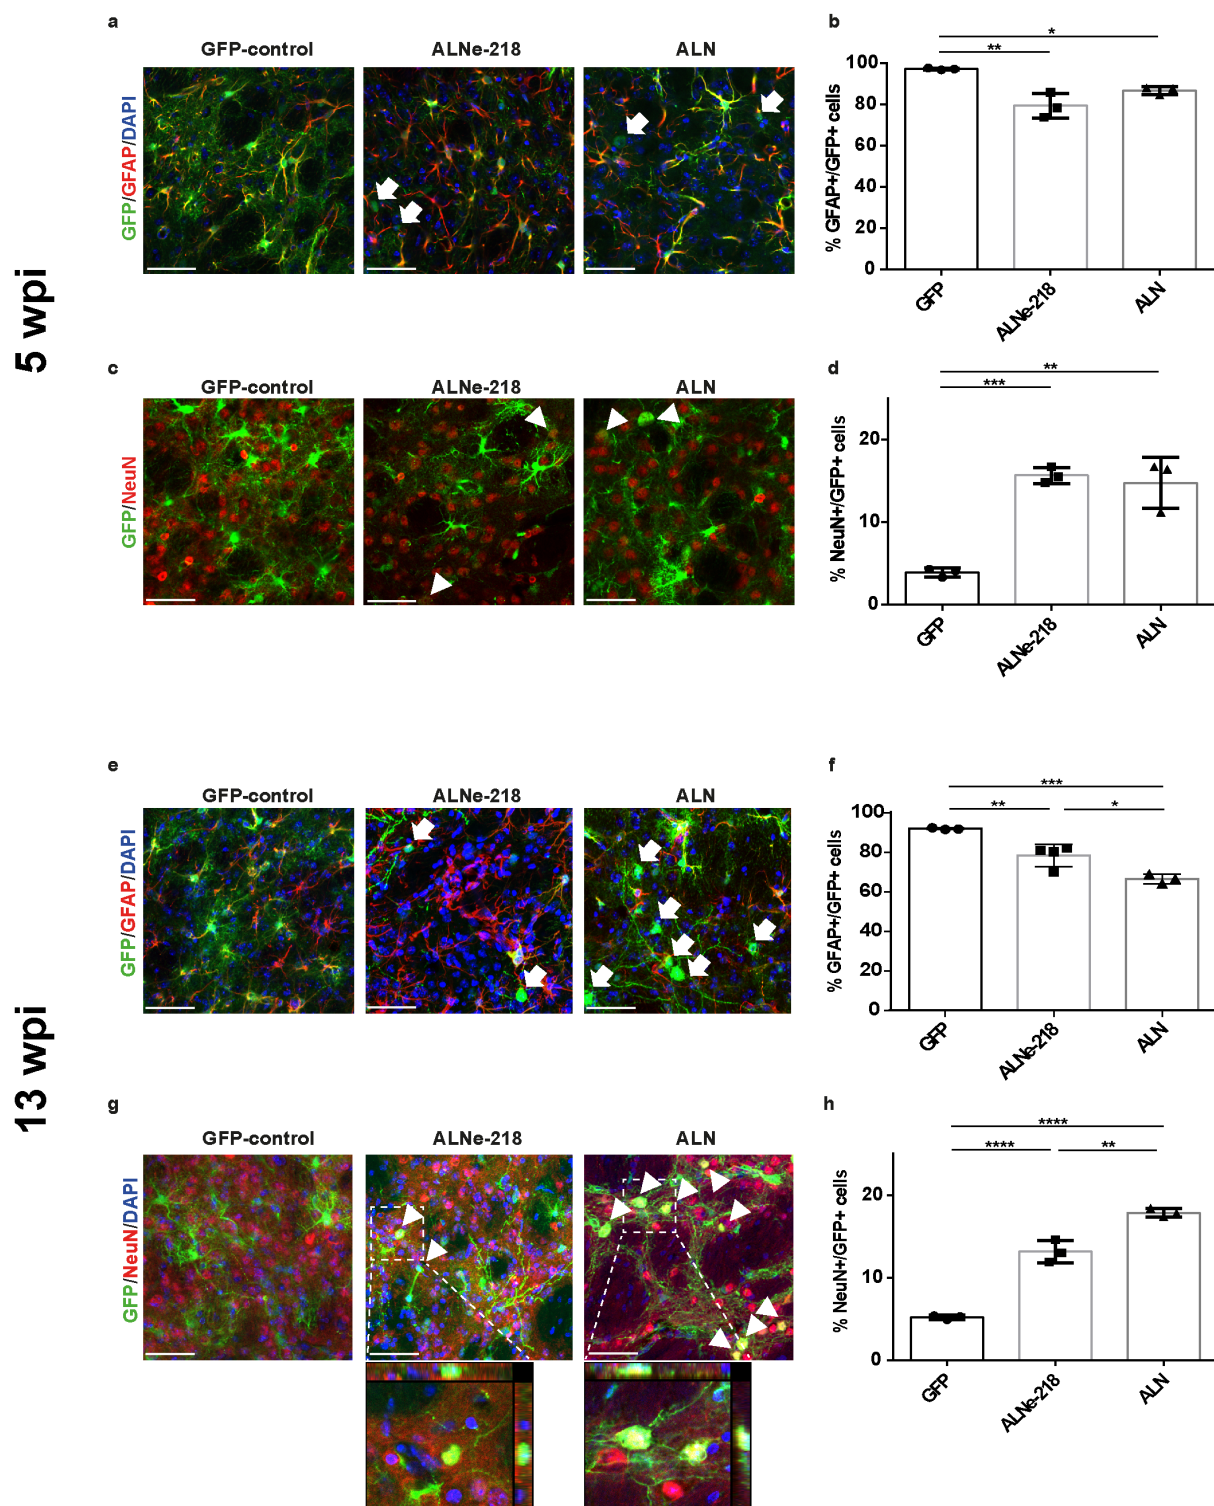 5 wpi
a
GFP-control
ALNe-218
ALN
GFP/GFAP/DAPI
b
*
**
% GFAP+/GFP+ cells
100
80
60
40
20
0
GFP
ALNe-218
ALN
c
GFP-control
ALNe-218
ALN
GFP/NeuN
d
**
***
% NeuN+/GFP+ cells
20
10
0
GFP
ALNe-218
ALN
13 wpi
e
GFP-control
ALNe-218
ALN
GFP/GFAP/DAPI
f
***
**
*
% GFAP+/GFP+ cells
100
80
60
40
20
0
GFP
ALNe-218
ALN
g
GFP-control
ALNe-218
ALN
GFP/NeuN/DAPI
h
****
****
**
% NeuN+/GFP+ cells
20
10
0
GFP
ALNe-218
ALN